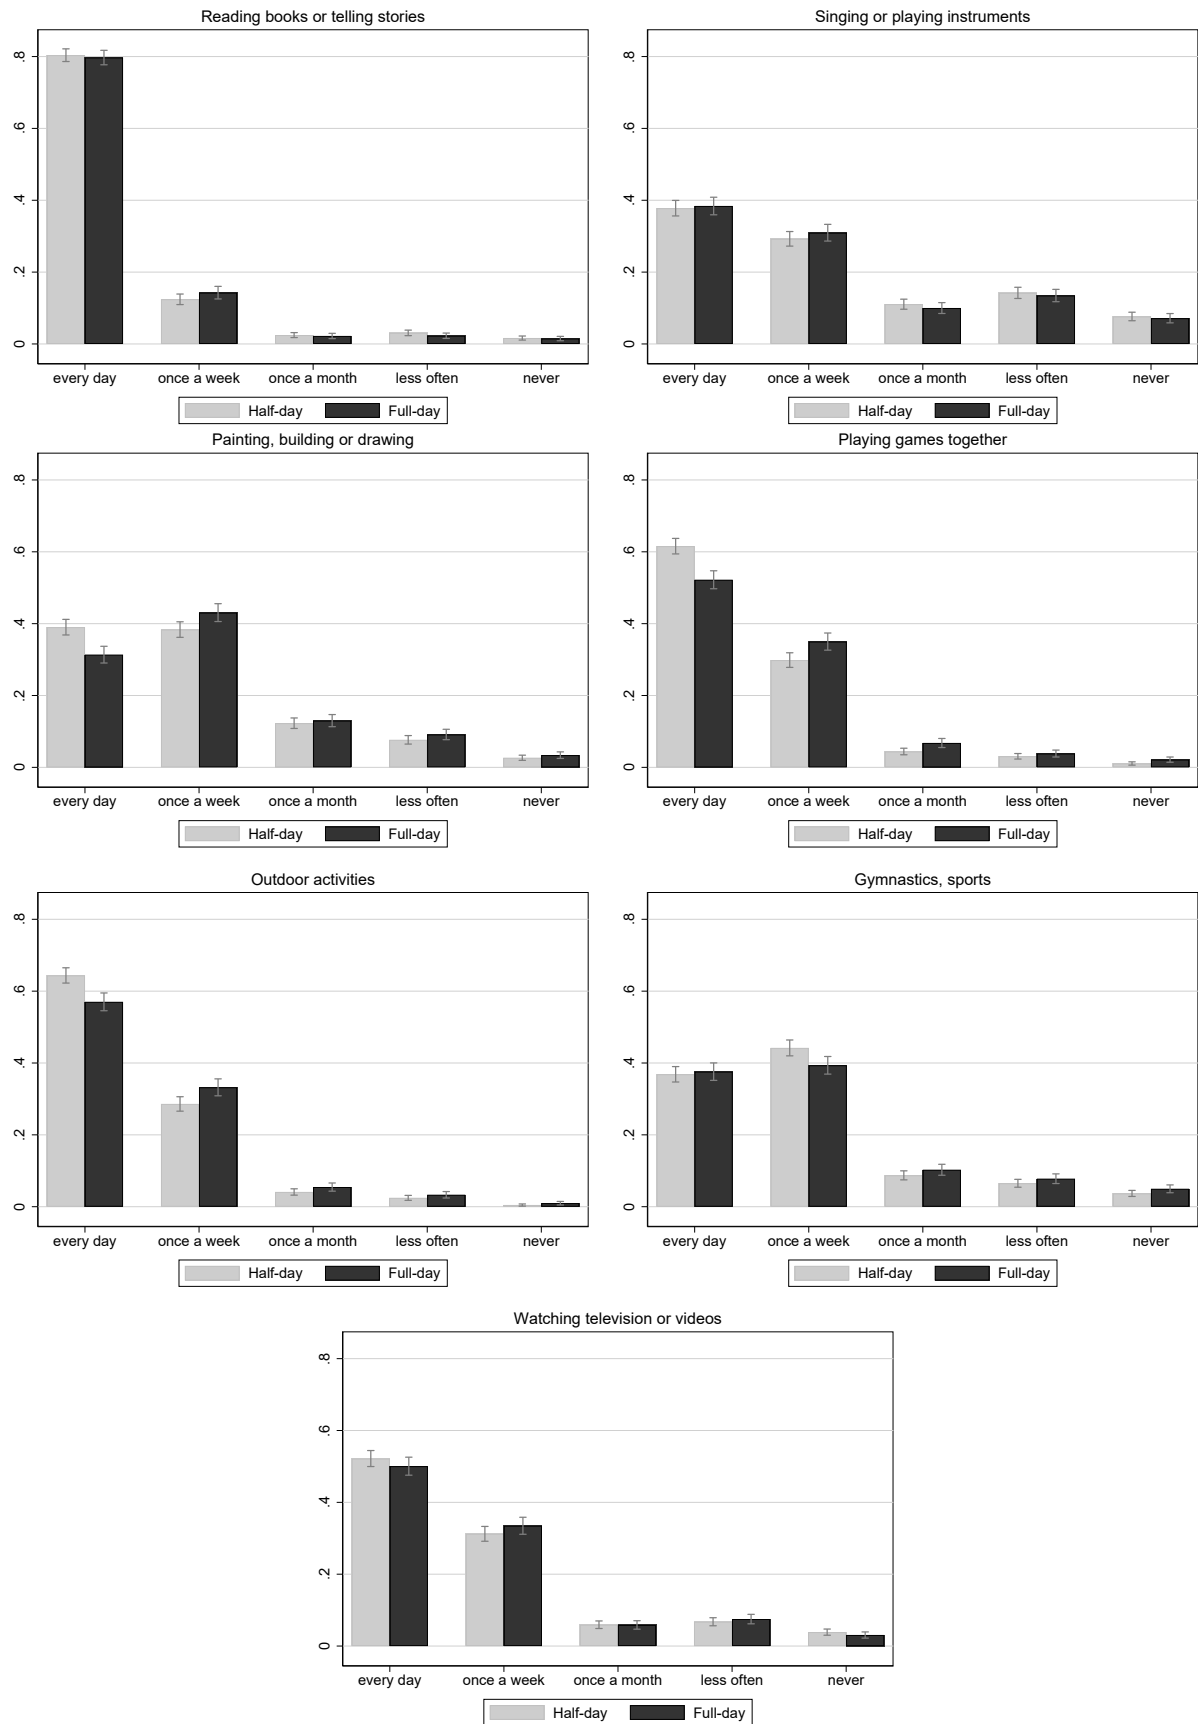 Reading books or telling stories
.8
.6
.4
.2
0
every day once a week once a month less often never
Half-day Full-day
Singing or playing instruments
.8
.6
.4
.2
0
every day once a week once a month less often never
Half-day Full-day
Painting, building or drawing
.8
.6
.4
.2
0
every day once a week once a month less often never
Half-day Full-day
Playing games together
.8
.6
.4
.2
0
every day once a week once a month less often never
Half-day Full-day
Outdoor activities
.8
.6
.4
.2
0
every day once a week once a month less often never
Half-day Full-day
Gymnastics, sports
.8
.6
.4
.2
0
every day once a week once a month less often never
Half-day Full-day
Watching television or videos
.8
.6
.4
.2
0
every day once a week once a month less often never
Half-day Full-day